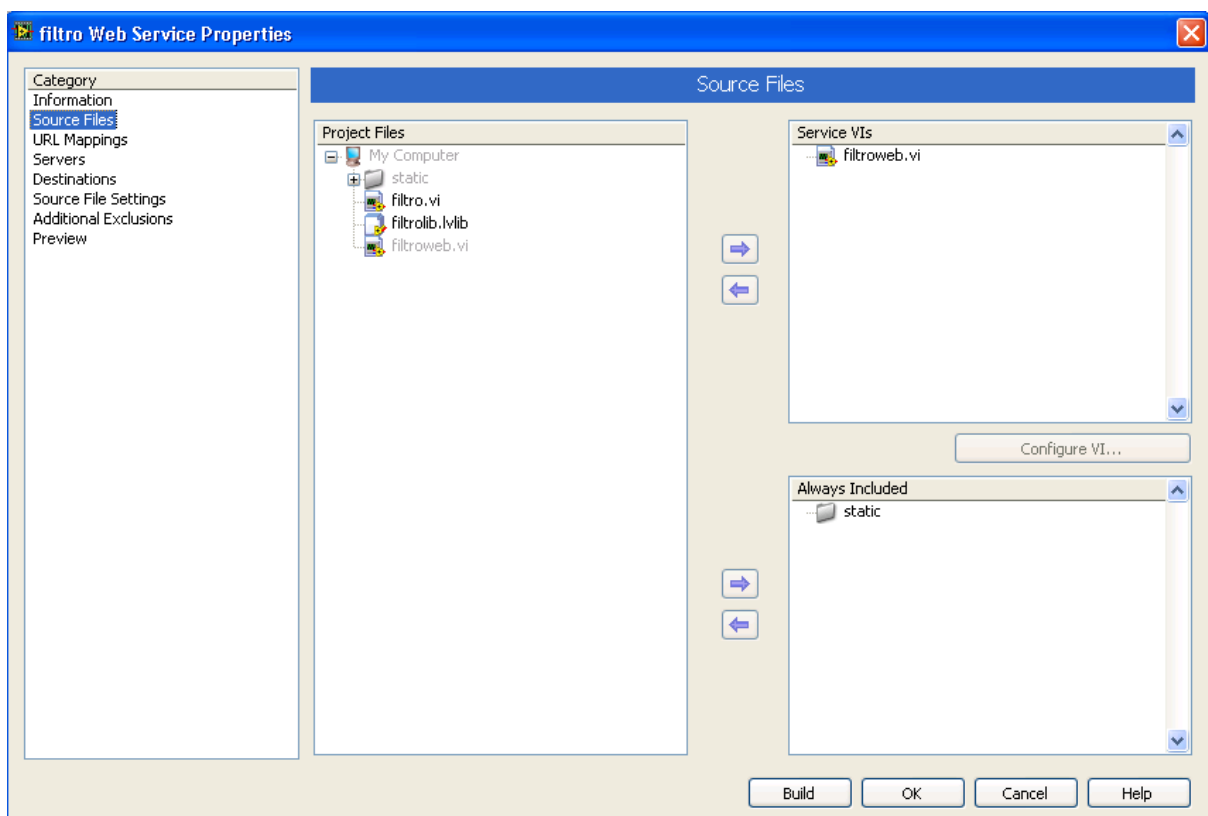 filtro Web Service Properties
Category
Information
Source Files
URL Mappings
Servers
Destinations
Source File Settings
Additional Exclusions
Preview
Source Files
Project Files
My Computer
static
filtro.vi
filtrolib.lvlib
filtroweb.vi
Service VIs
filtroweb.vi
Configure VI...
Always Included
static
Build OK Cancel Help